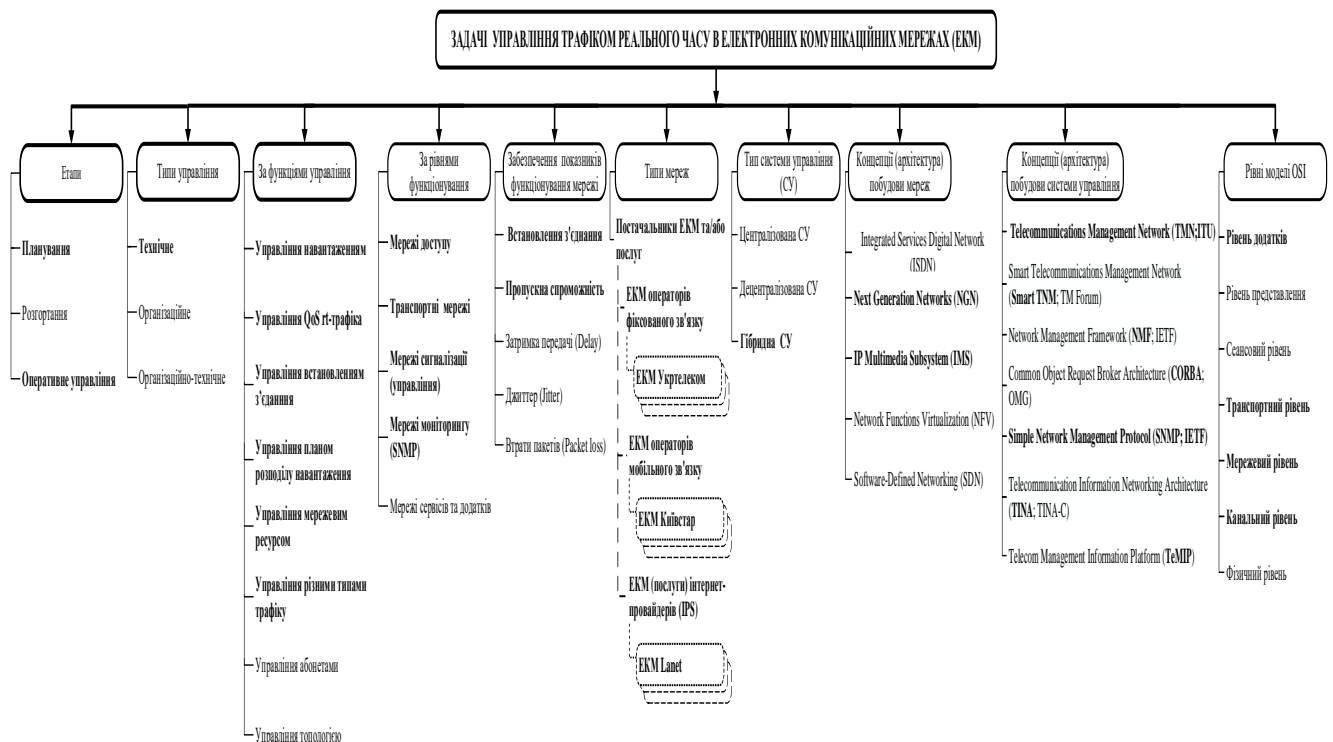 ЗАДАЧІ УПРАВЛІННЯ ТРАФІКОМ РЕАЛЬНОГО ЧАСУ В ЕЛЕКТРОННИХ КОМУНІКАЦІЙНИХ МЕРЕЖАХ (ЕКМ)
Етапи
Планування
Розгортання
Оперативне управління
Типи управління
Технічне
Організаційне
Організаційно-технічне
За функціями управління
Управління навантаженням
Управління QoS rt-трафіка
Управління встановленням
з’єданння
Управління планом
розподілу навантаження
Управління мережевим
ресурсом
Управління різними типами
трафіку
Управління абонетами
Управління топологією
За рівнями
функціонування
Мережі доступу
Транспортні мережі
Мережі сигналізації
(управління)
Мережі моніторингу
(SNMP)
Мережі сервісів та додатків
Забезпечення показників
функціонування мережі
Встановлення з’єднання
Пропускна спроможність
Затримка передачі (Delay)
Джиттер (Jitter)
Втрати пакетів (Packet loss)
Типи мереж
Постачальники ЕКМ та/або
послуг
ЕКМ операторів
фіксованого зв’язку
ЕКМ Укртелеком
ЕКМ операторів
мобільного зв’язку
ЕКМ Київстар
ЕКМ (послуги) інтернет-
провайдерів (IPS)
ЕКМ Lanet
Тип системи управління
(СУ)
Централізована СУ
Децентралізована СУ
Гібридна СУ
Концепції (архітектура)
побудови мереж
Integrated Services Digital Network
(ISDN)
Next Generation Networks (NGN)
IP Multimedia Subsystem (IMS)
Network Functions Virtualization (NFV)
Software-Defined Networking (SDN)
Концепції (архітектура)
побудови системи управління
Telecommunications Management Network (TMN;ITU)
Smart Telecommunications Management Network
(Smart TNM; TM Forum)
Network Management Framework (NMF; IETF)
Common Object Request Broker Architecture (CORBA;
OMG)
Simple Network Management Protocol (SNMP; IETF)
Telecommunication Information Networking Architecture
(TINA; TINA-C)
Telecom Management Information Platform (TeMIP)
Рівні моделі OSI
Рівень додатків
Рівень представлення
Сеансовий рівень
Транспортний рівень
Мережевий рівень
Канальний рівень
Фізичний рівень